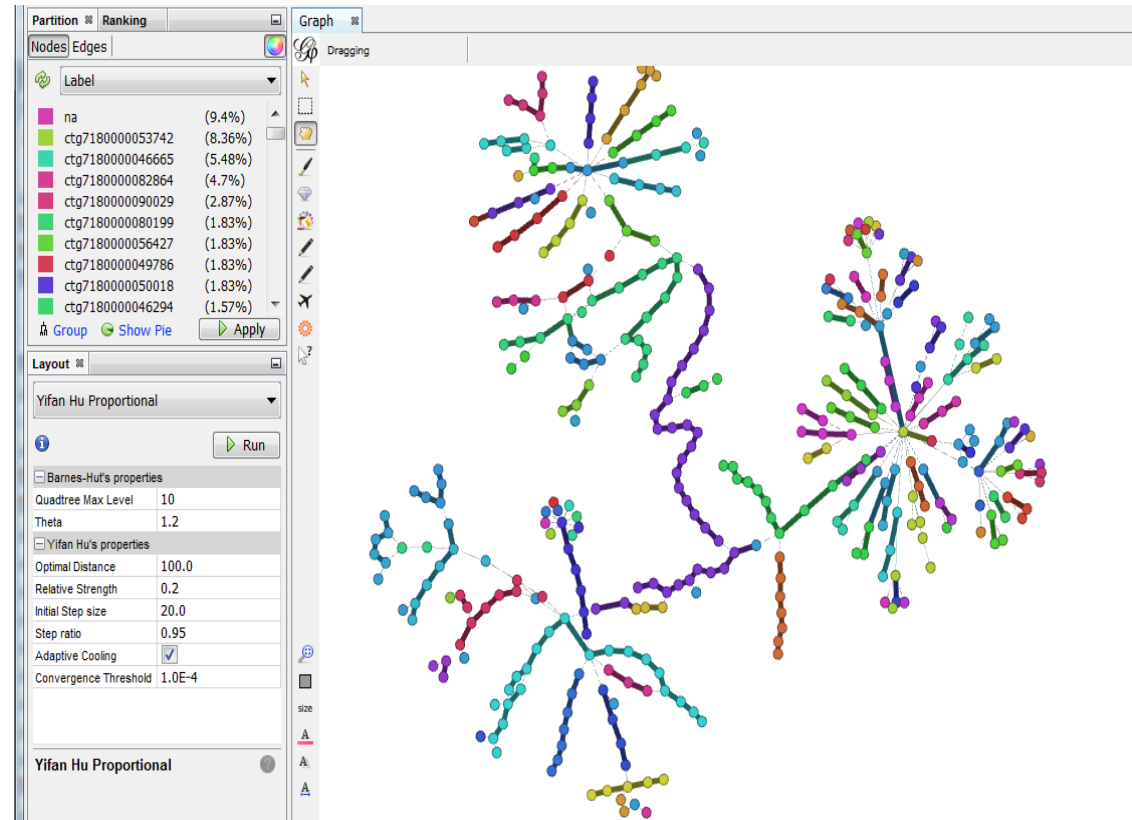 Partition Ranking
Nodes Edges
Label
na (9.4%)
ctg7180000053742 (8.36%)
ctg7180000046665 (5.48%)
ctg7180000082864 (4.7%)
ctg7180000090029 (2.87%)
ctg7180000080199 (1.83%)
ctg7180000056427 (1.83%)
ctg7180000049786 (1.83%)
ctg7180000050018 (1.83%)
ctg7180000046294 (1.57%)
Group Show Pie Apply
Layout
Yifan Hu Proportional
Run
Barnes-Hut's properties
Quadtree Max Level 10
Theta 1.2
Yifan Hu's properties
Optimal Distance 100.0
Relative Strength 0.2
Initial Step size 20.0
Step ratio 0.95
Adaptive Cooling
Convergence Threshold 1.0E-4
Yifan Hu Proportional ?
Graph
Dragging
?
size
A
A
A